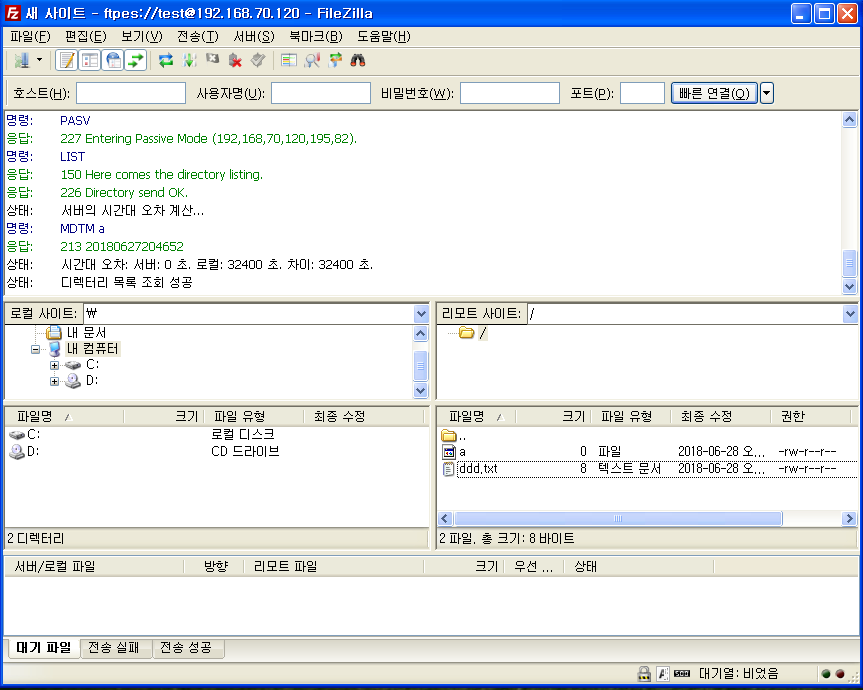 새 사이트 - ftpes://test@192.168.70.120 - FileZilla
파일(F) 편집(E) 보기(V) 전송(T) 서버(S) 북마크(B) 도움말(H)
호스트(H): 사용자명(U): 비밀번호(W): 포트(P): 빠른 연결(Q)
명령: PASV
응답: 227 Entering Passive Mode (192,168,70,120,195,82).
명령: LIST
응답: 150 Here comes the directory listing.
응답: 226 Directory send OK.
상태: 서버의 시간대 오차 계산...
명령: MDTM a
응답: 213 20180627204652
상태: 시간대 오차: 서버: 0 초. 로컬: 32400 초. 차이: 32400 초.
상태: 디렉터리 목록 조회 성공
로컬 사이트: ₩
내 문서
내 컴퓨터
C:
D:
리모트 사이트: /
/
파일명 크기 파일 유형 최종 수정
C: 로컬 디스크
D: CD 드라이브
2 디렉터리
파일명 크기 파일 유형 최종 수정 권한
..
a 0 파일 2018-06-28 오... -rw-r--r--
ddd.txt 8 텍스트 문서 2018-06-28 오... -rw-r--r--
2 파일. 총 크기: 8 바이트
서버/로컬 파일 방향 리모트 파일 크기 우선 ... 상태
대기 파일 전송 실패 전송 성공
대기열: 비었음